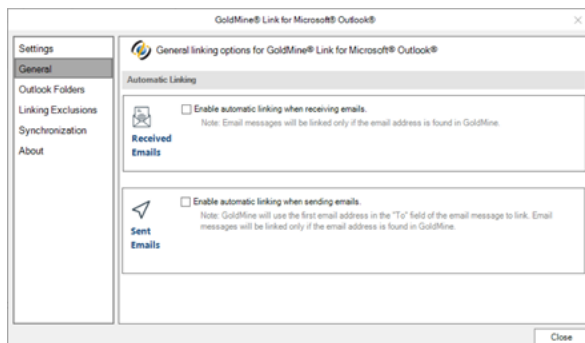 GoldMine® Link for Microsoft® Outlook®
Settings
General
Outlook Folders
Linking Exclusions
Synchronization
About
General linking options for GoldMine® Link for Microsoft® Outlook®
Automatic Linking
Enable automatic linking when receiving emails.
Note: Email messages will be linked only if the email address is found in GoldMine.
Received
Emails
Enable automatic linking when sending emails.
Note: GoldMine will use the first email address in the "To" field of the email message to link. Email
messages will be linked only if the email address is found in GoldMine.
Sent
Emails
Close